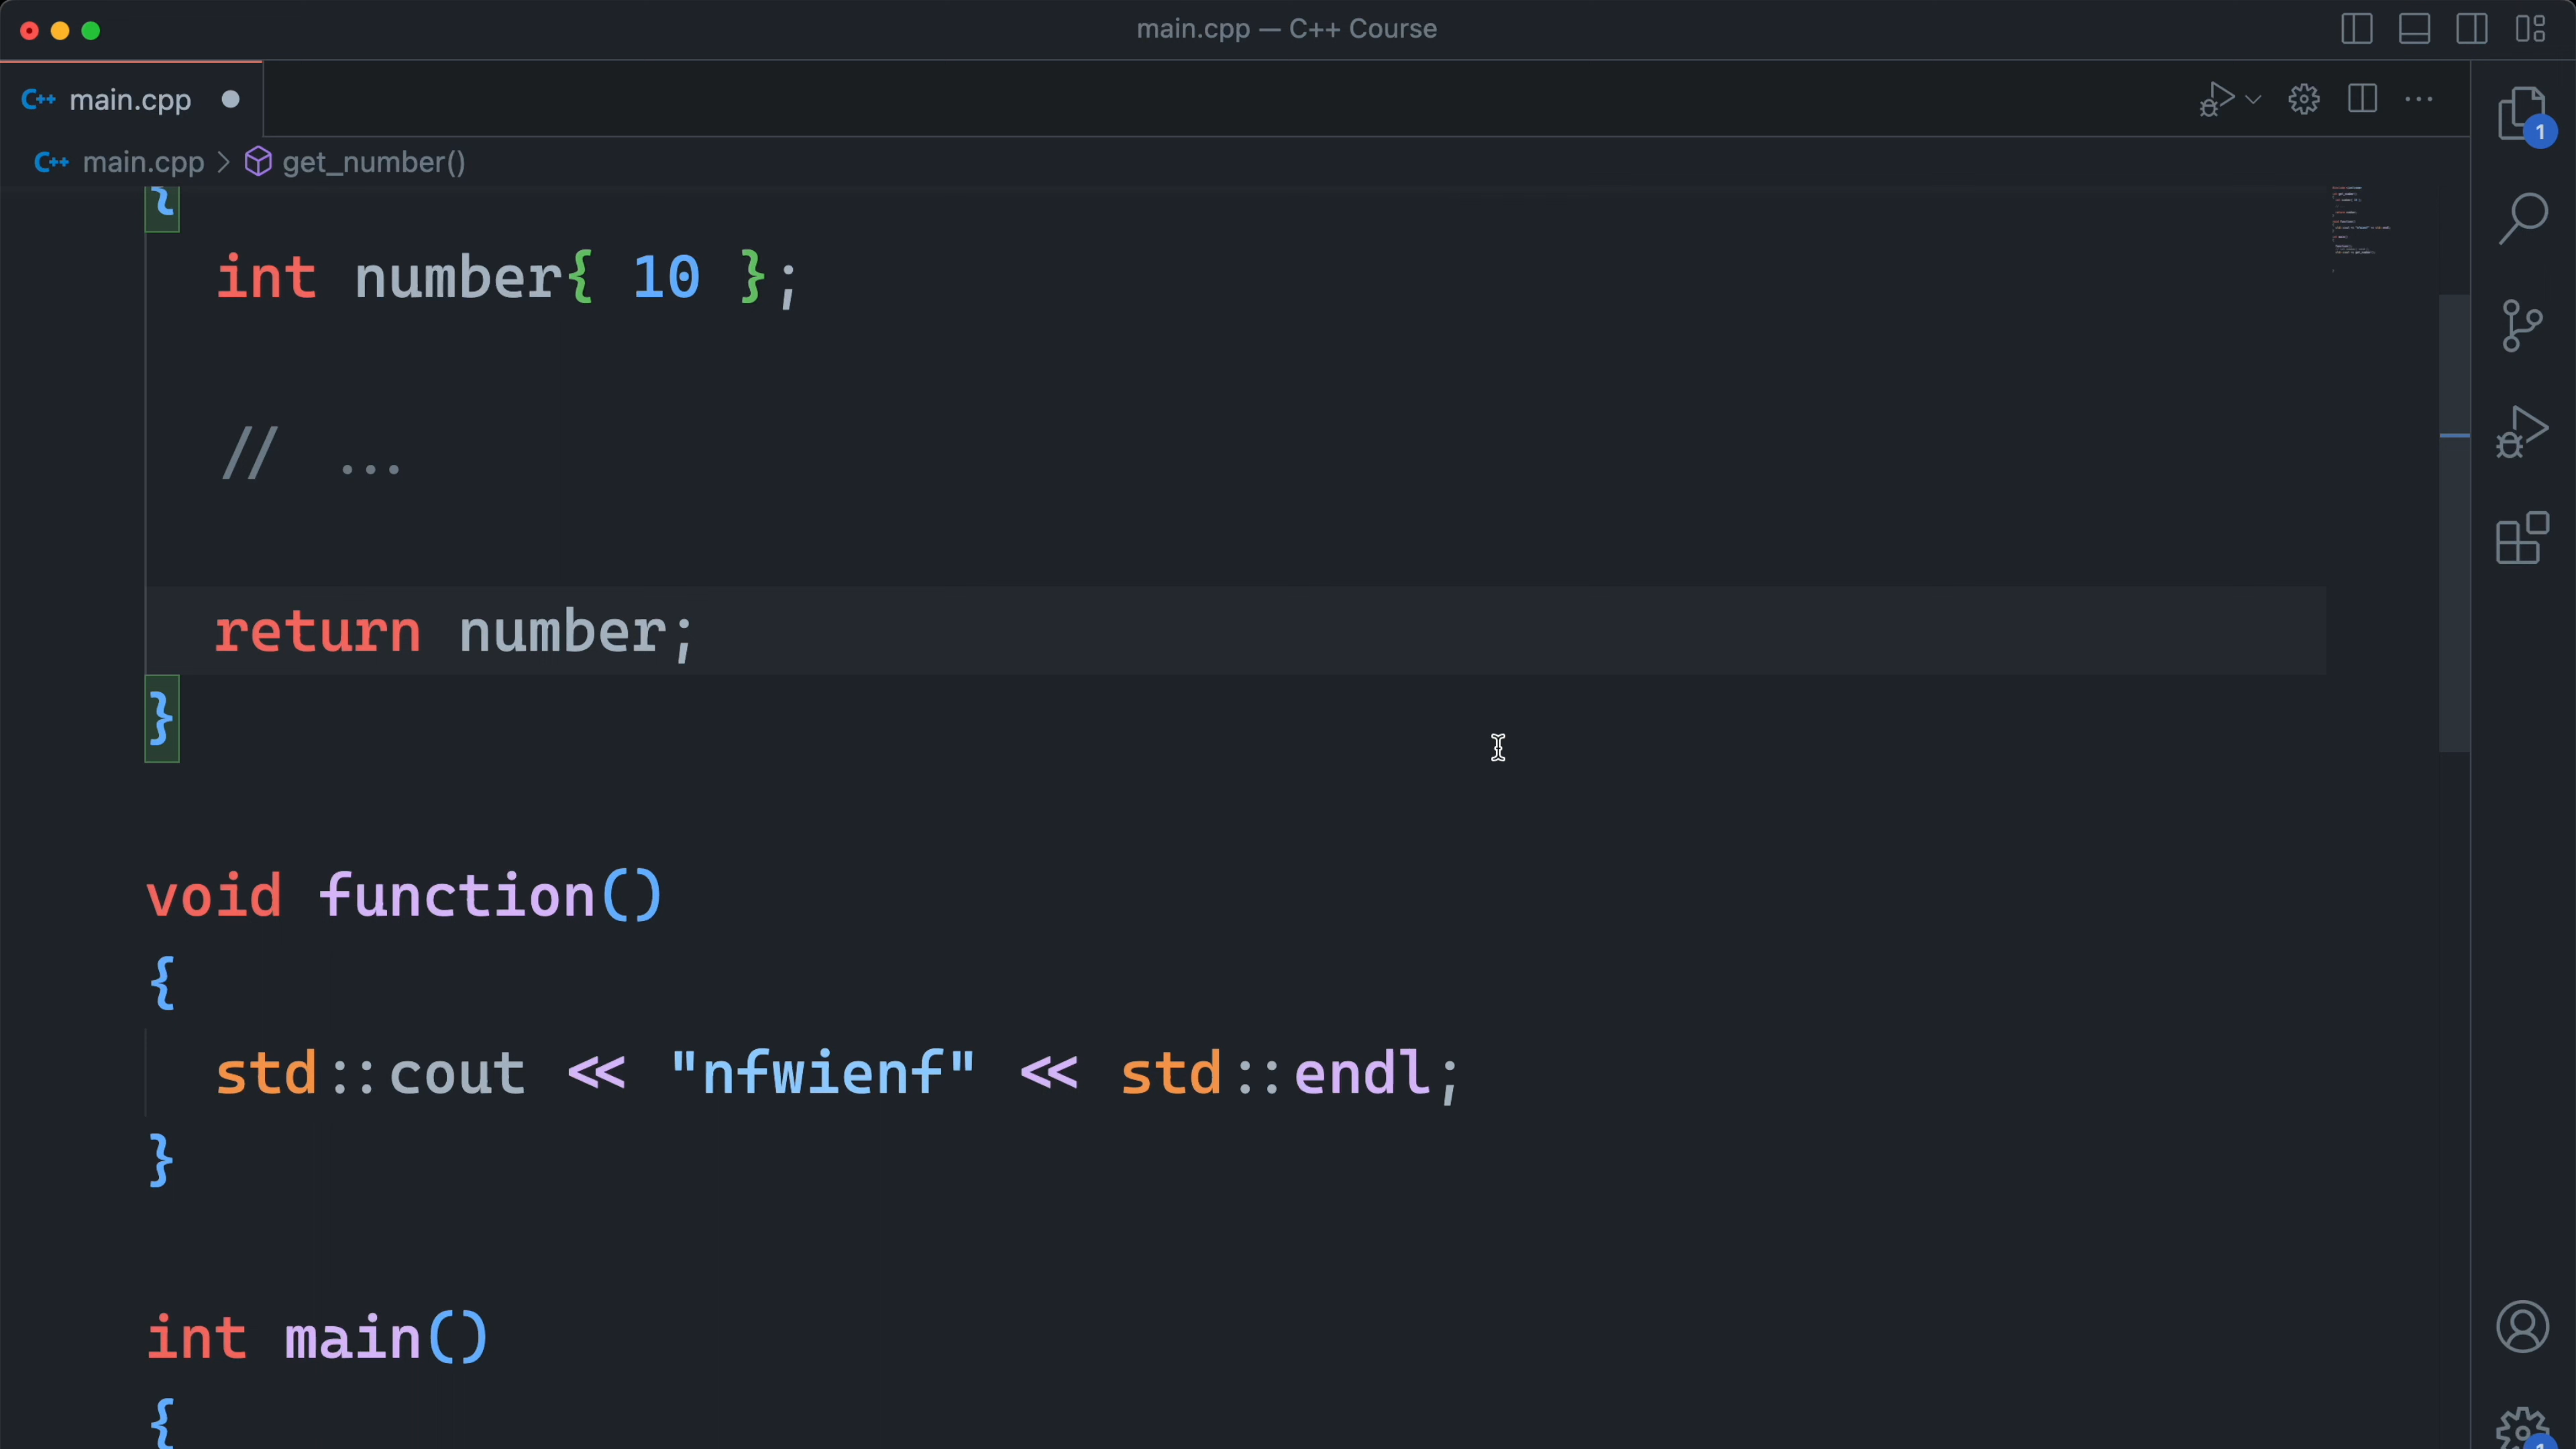 main.cpp — C++ Course
C++ main.cpp
C++ main.cpp > get_number()
{
int number{ 10 };
// ...
return number;
}
void function()
{
std::cout << "nfwienf" << std::endl;
}
int main()
{
1